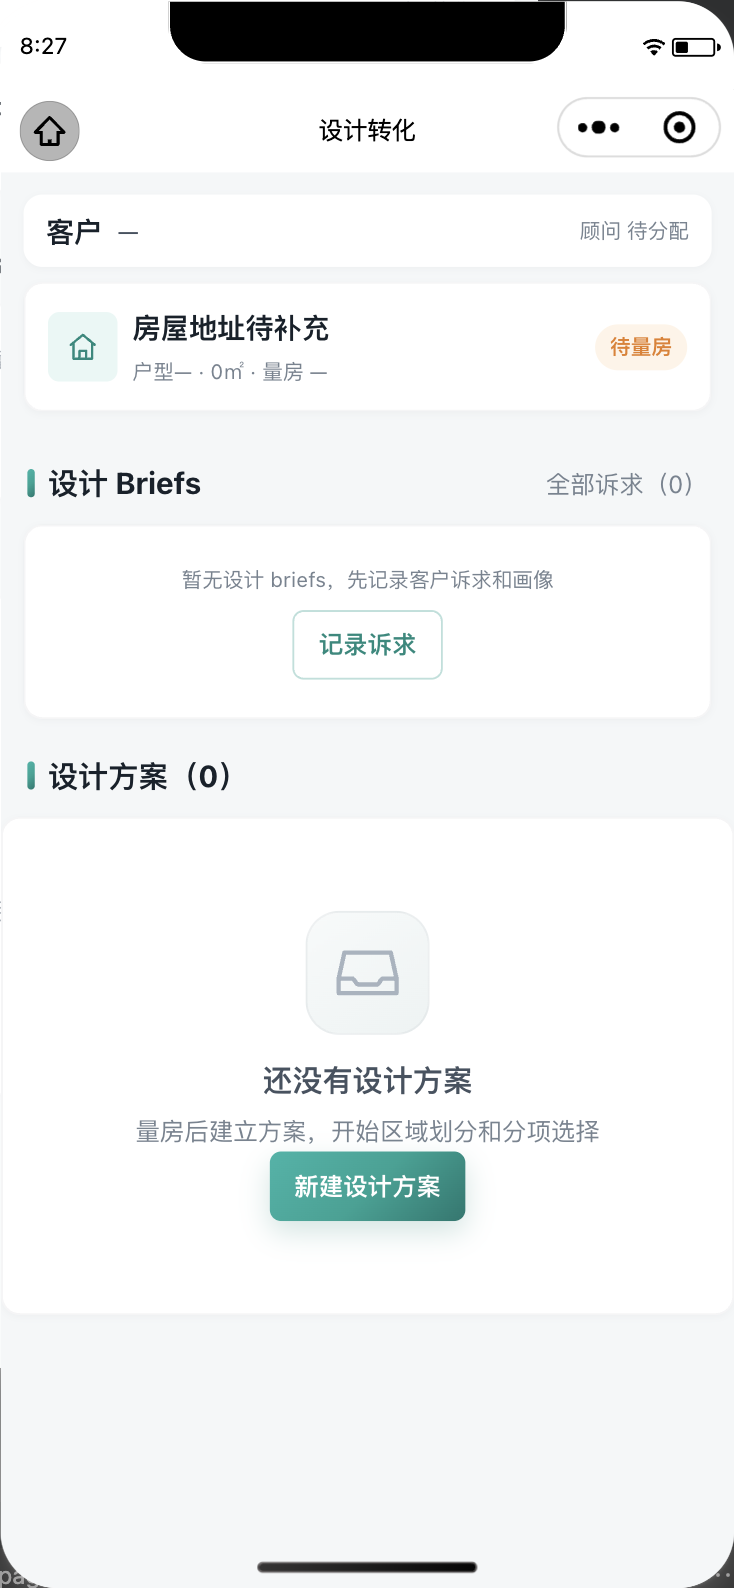 8:27
设计转化
客户 —
顾问 待分配
房屋地址待补充
户型— · 0㎡ · 量房 —
待量房
设计 Briefs
全部诉求（0）
暂无设计 briefs，先记录客户诉求和画像
记录诉求
设计方案（0）
还没有设计方案
量房后建立方案，开始区域划分和分项选择
新建设计方案